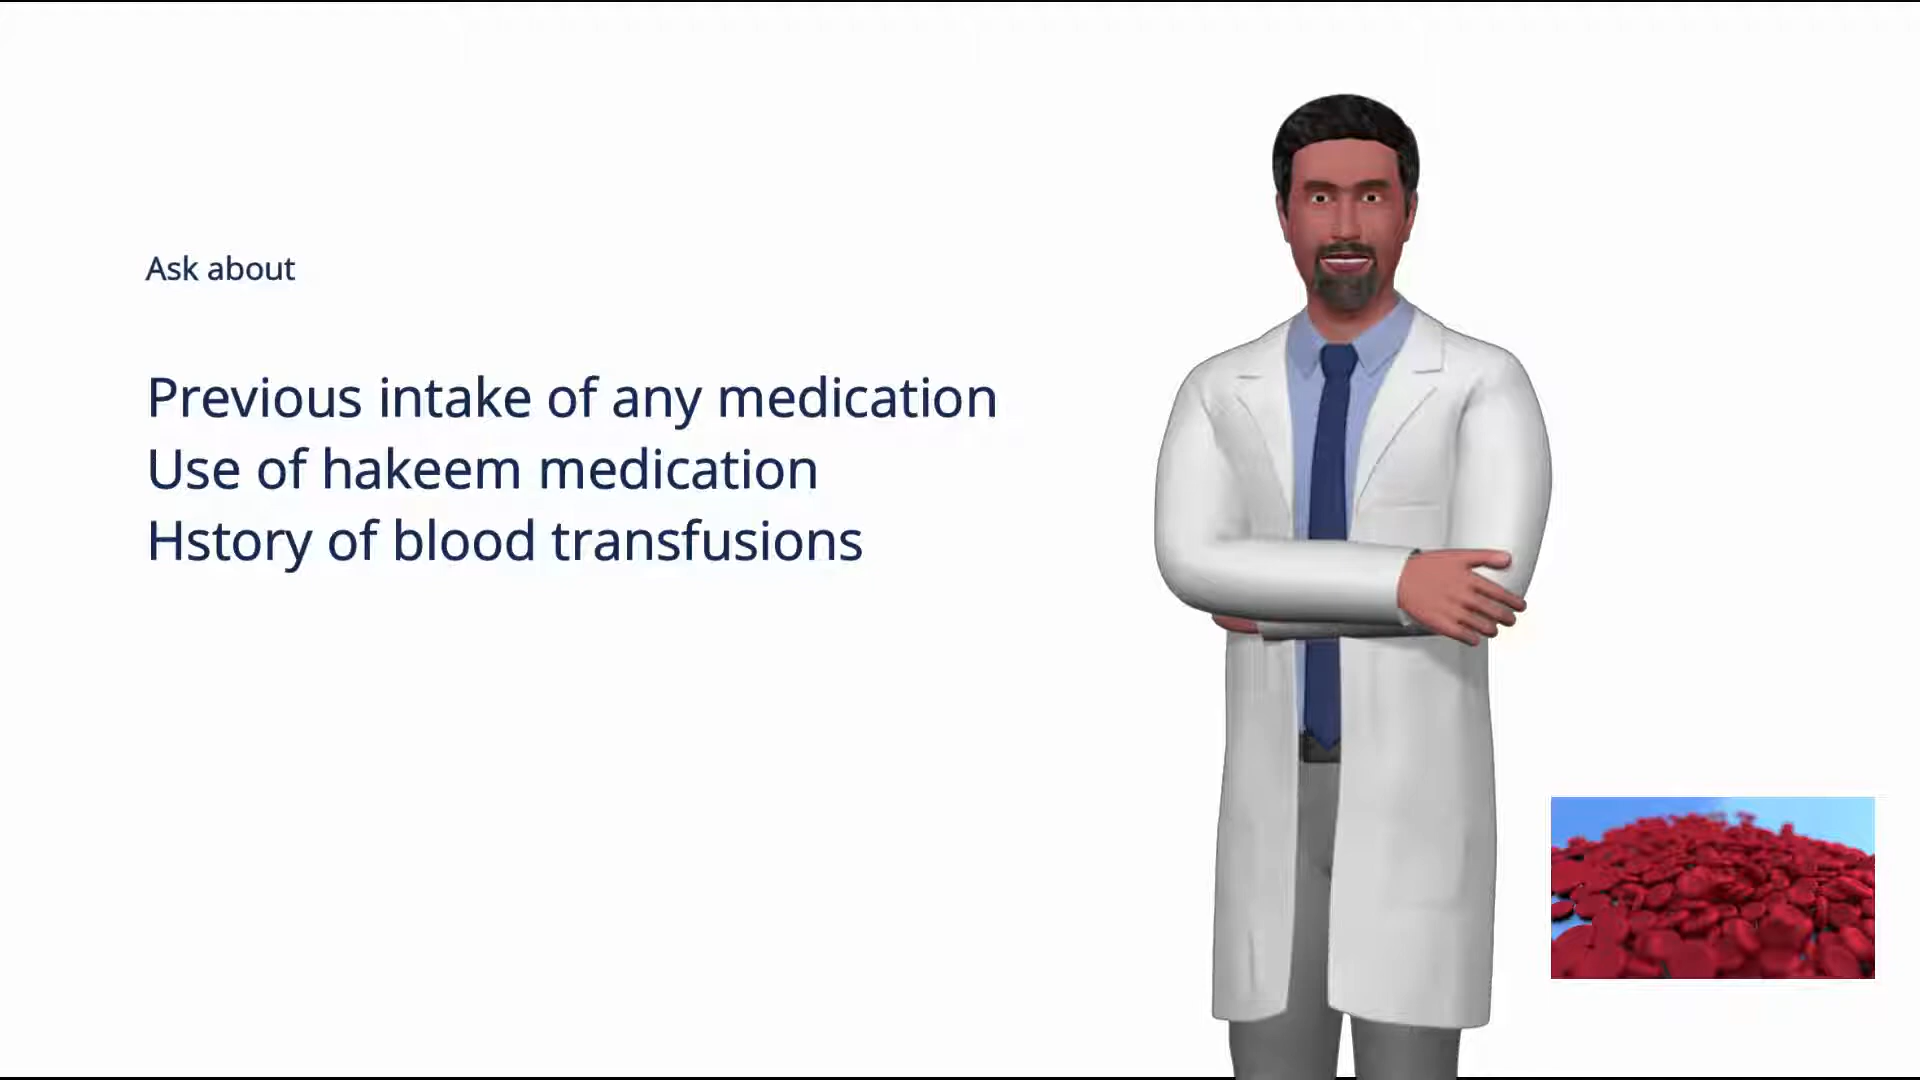 Ask about
Previous intake of any medication
Use of hakeem medication
Hstory of blood transfusions